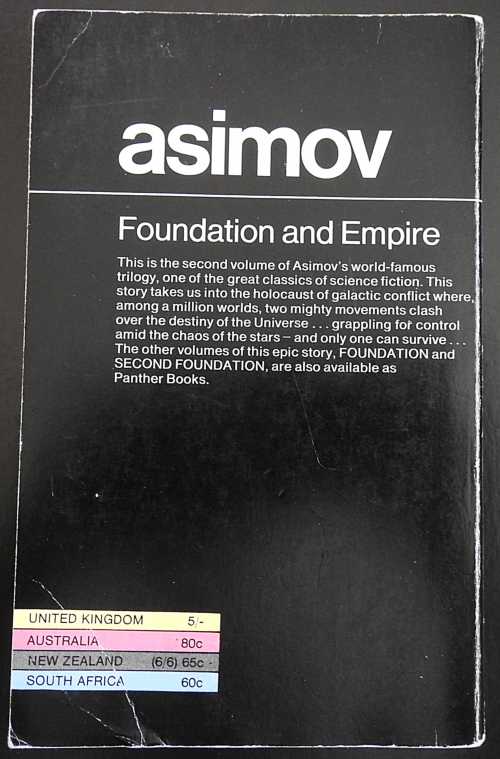 asimov
Foundation and Empire
This is the second volume of Asimov's world-famous
trilogy, one of the great classics of science fiction. This
story takes us into the holocaust of galactic conflict where,
among a million worlds, two mighty movements clash
over the destiny of the Universe ... grappling for control
amid the chaos of the stars – and only one can survive ...
The other volumes of this epic story, FOUNDATION and
SECOND FOUNDATION, are also available as
Panther Books.
UNITED KINGDOM 5/-
AUSTRALIA 80c
NEW ZEALAND (6/6) 65c
SOUTH AFRICA 60c